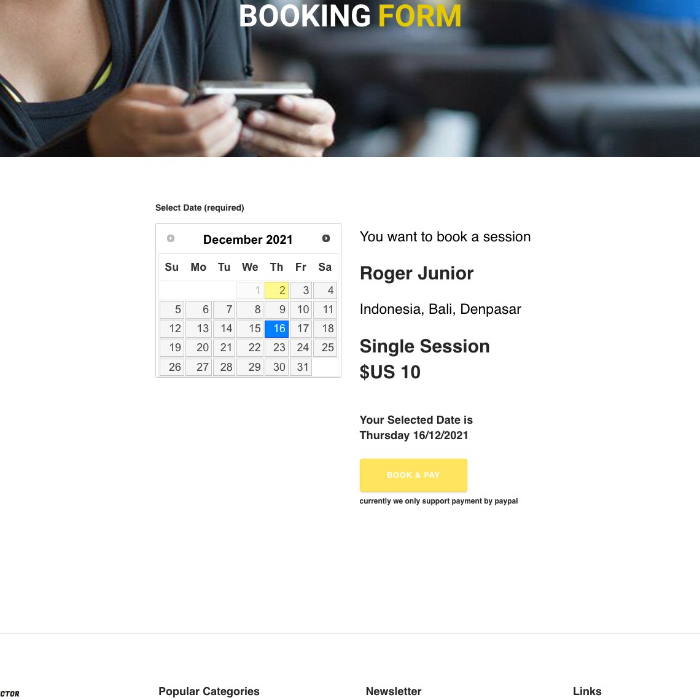 BOOKING FORM
Select Date (required)
December 2021
Su Mo Tu We Th Fr Sa
1 2 3 4
5 6 7 8 9 10 11
12 13 14 15 16 17 18
19 20 21 22 23 24 25
26 27 28 29 30 31
You want to book a session
Roger Junior
Indonesia, Bali, Denpasar
Single Session
$US 10
Your Selected Date is
Thursday 16/12/2021
BOOK & PAY
currently we only support payment by paypal
CTOR
Popular Categories
Newsletter
Links